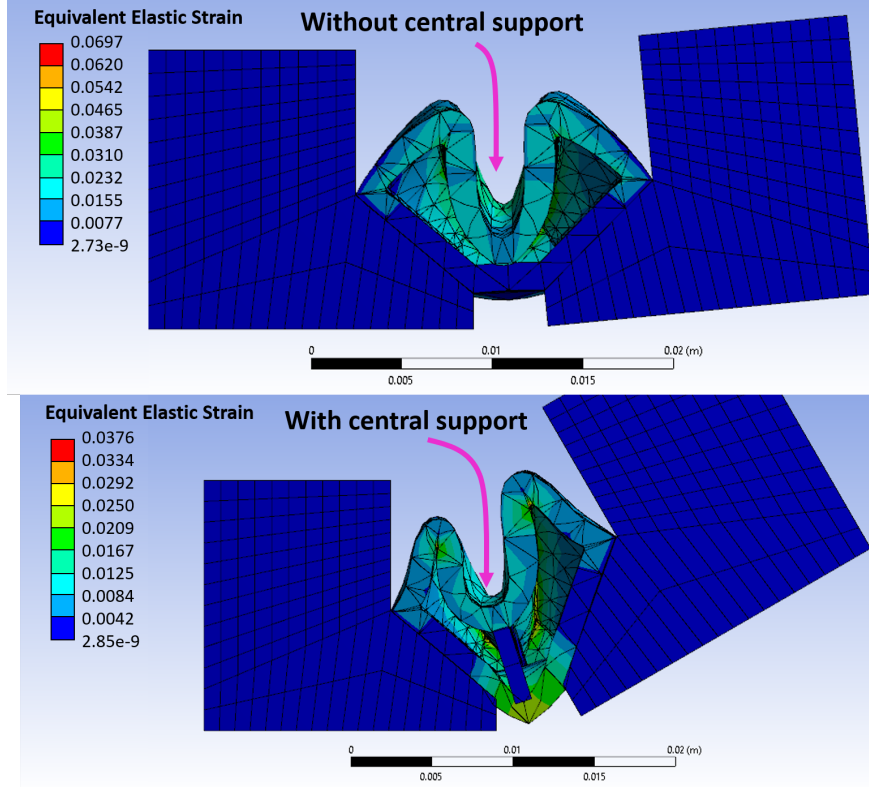 Equivalent Elastic Strain
Without central support
0.0697
0.0620
0.0542
0.0465
0.0387
0.0310
0.0232
0.0155
0.0077
2.73e-9
0 0.01 0.02 (m)
0.005 0.015
Equivalent Elastic Strain
With central support
0.0376
0.0334
0.0292
0.0250
0.0209
0.0167
0.0125
0.0084
0.0042
2.85e-9
0 0.01 0.02 (m)
0.005 0.015